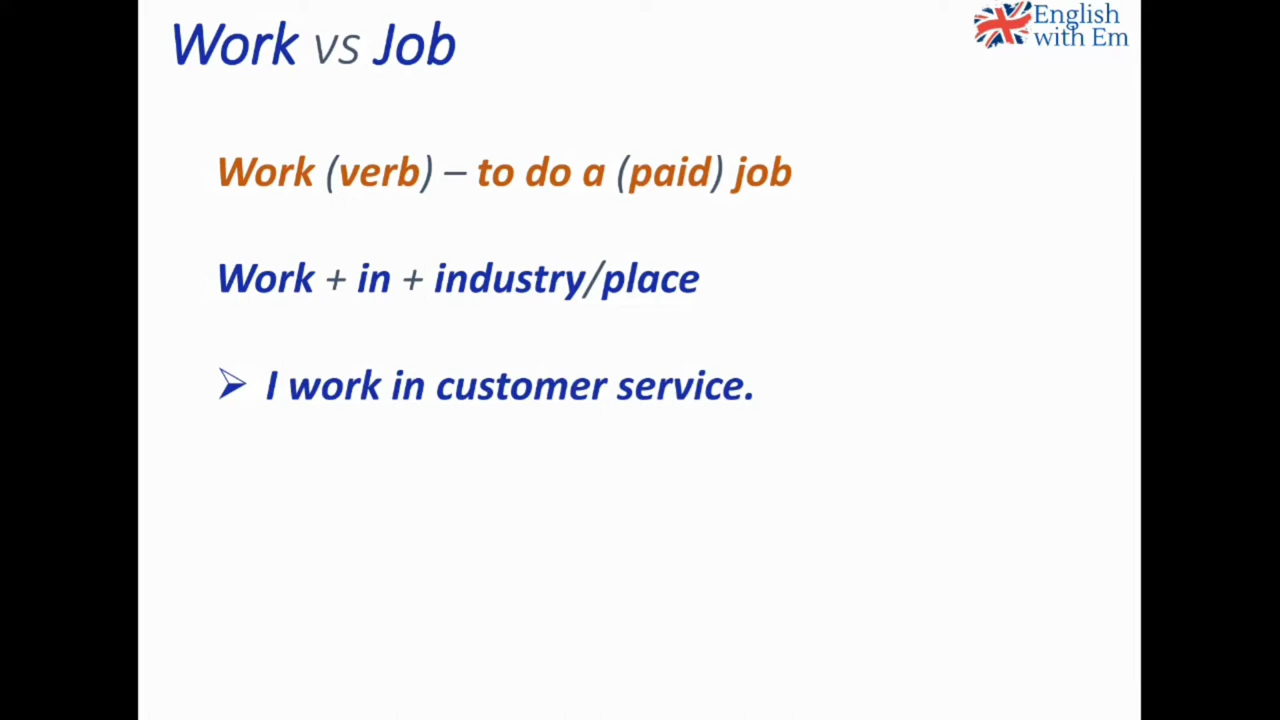 Work vs Job
English
with Em
Work (verb) – to do a (paid) job
Work + in + industry/place
➢ I work in customer service.